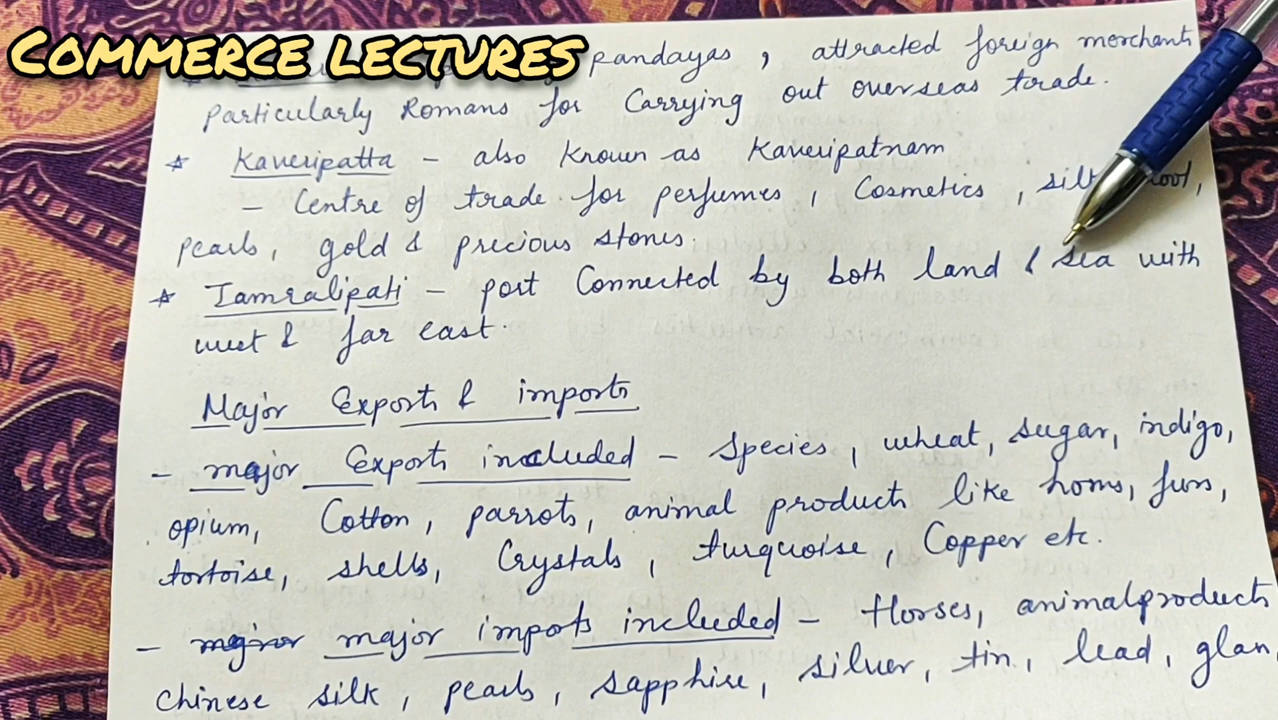 COMMERCE LECTURES
pandayas, attracted foreign merchants
particularly Romans for Carrying out overseas trade.
☆ Kaveripatta - also known as Kaveripatnam
- Centre of trade for perfumes, Cosmetics, silk
pearls, gold & precious stones.
☆ Tamralipati - port Connected by both land & sea with
west & far east.
Major Exports & imports
- major Exports included - Species, wheat, sugar, indigo,
opium, Cotton, parrots, animal products like horns, furs,
tortoise, shells, Crystals, turquoise, Copper etc.
- major imports included - Horses, animal products
chinese silk, pearls, sapphire, silver, tin, lead,